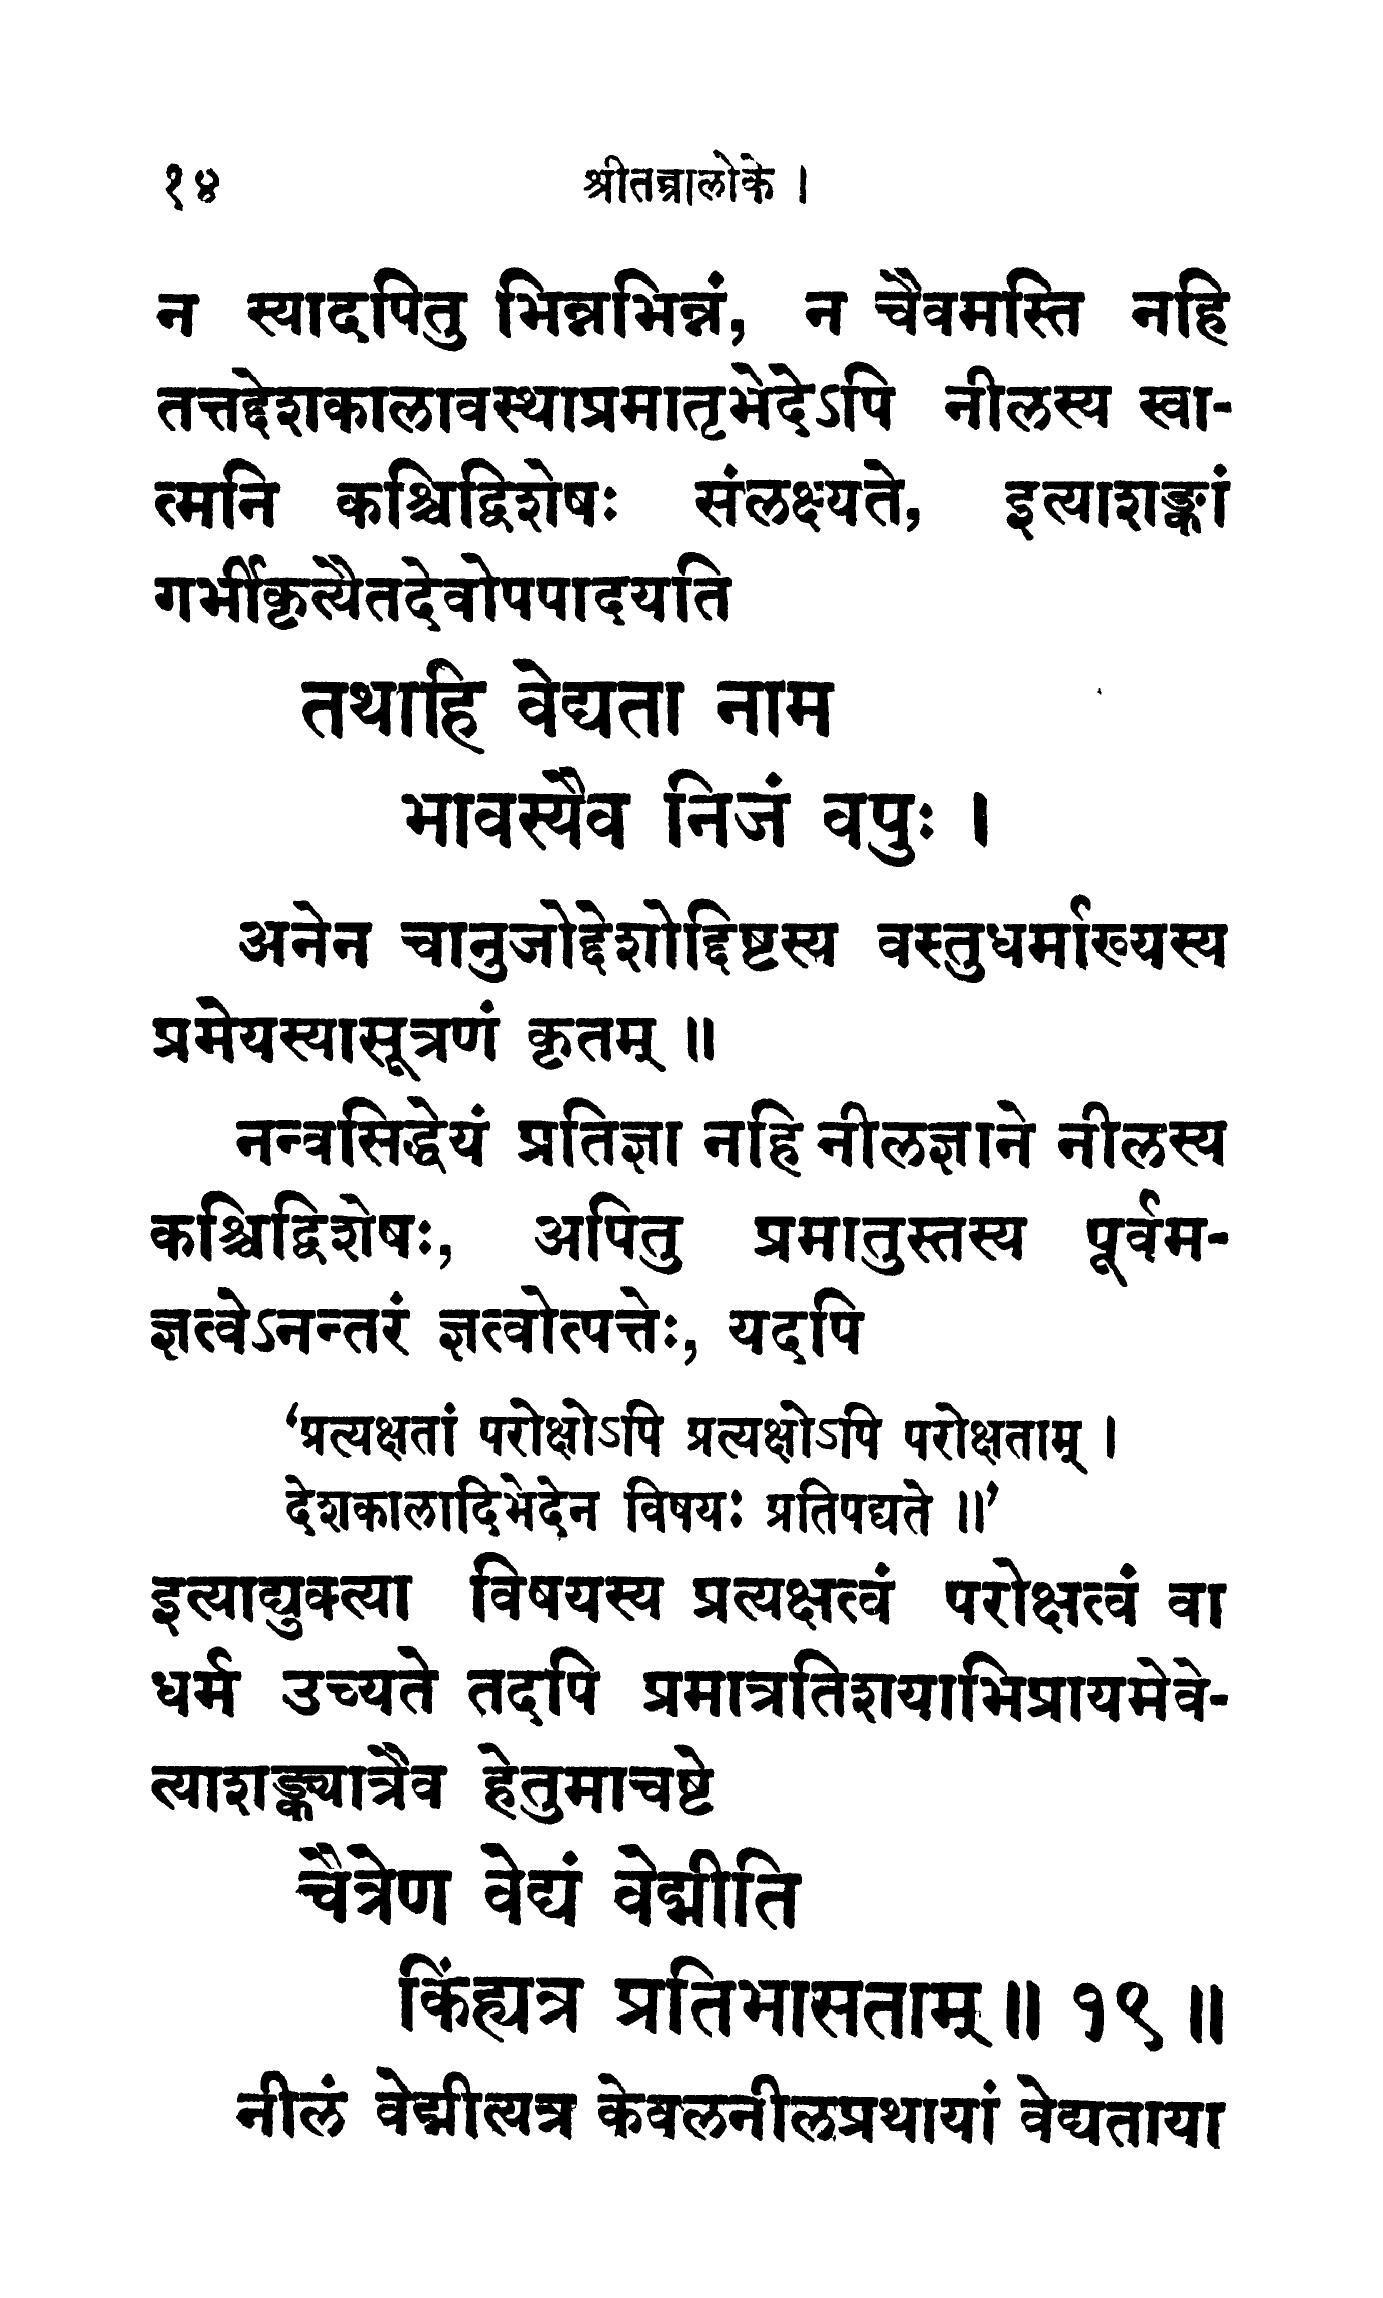 १४ श्रीतन्त्रालोके ।
न स्यादपितु भिन्नभिन्नं, न चैवमस्ति नहि
तत्तद्देशकालावस्थाप्रमातृभेदेऽपि नीलस्य स्वा-
त्मनि कश्चिद्विशेषः संलक्ष्यते, इत्याशङ्कां
गर्भीकृत्यैतदेवोपपादयति
तथाहि वेद्यता नाम
भावस्यैव निजं वपुः ।
अनेन चानुजोद्देशोद्दिष्टस्य वस्तुधर्माख्यस्य
प्रमेयस्यासूत्रणं कृतम् ॥
नन्वसिद्धेयं प्रतिज्ञा नहि नीलज्ञाने नीलस्य
कश्चिद्विशेषः, अपितु प्रमातुस्तस्य पूर्वम-
ज्ञत्वेऽनन्तरं ज्ञत्वोत्पत्तेः, यदपि
‘प्रत्यक्षतां परोक्षोऽपि प्रत्यक्षोऽपि परोक्षताम् ।
देशकालादिभेदेन विषयः प्रतिपद्यते ॥’
इत्याद्युक्त्या विषयस्य प्रत्यक्षत्वं परोक्षत्वं वा
धर्म उच्यते तदपि प्रमात्रतिशयाभिप्रायमेवे-
त्याशङ्क्यात्रैव हेतुमाचष्टे
चैत्रेण वेद्यं वेद्मीति
किंह्यत्र प्रतिभासताम् ॥ १९ ॥
नीलं वेद्मीत्यत्र केवलनीलप्रथायां वेद्यताया